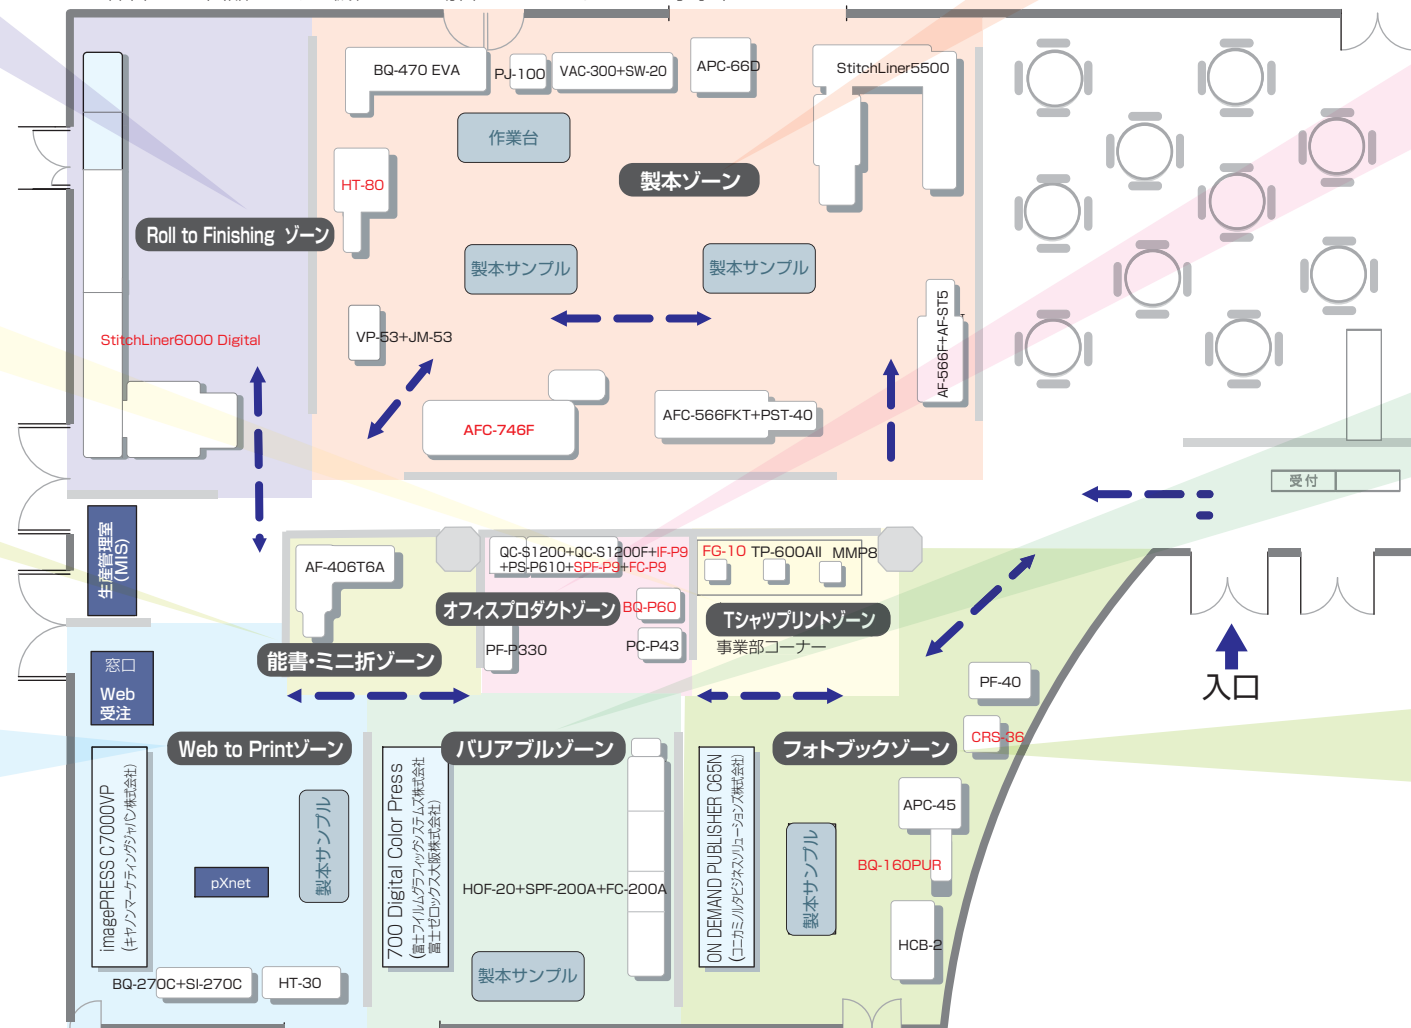 BQ-470 EVA
PJ-100
VAC-300+SW-20
APC-66D
StitchLiner5500
作業台
HT-80
製本ゾーン
Roll to Finishing ゾーン
製本サンプル
製本サンプル
StitchLiner6000 Digital
VP-53+JM-53
AF-566F+AF-ST5
AFC-746F
AFC-566FKT+PST-40
受付
生産管理室
(MIS)
AF-406T6A
QC-S1200+QC-S1200F+IF-P9
+PS-P610+SPF-P9+FC-P9
FG-10
TP-600AII
MMP8
オフィスプロダクトゾーン
BQ-P60
Tシャツプリントゾーン
事業部コーナー
PF-P330
PC-P43
能書・ミニ折ゾーン
窓口
Web
受注
PF-40
入口
CRS-36
Web to Printゾーン
バリアブルゾーン
フォトブックゾーン
imagePRESS C7000VP
(キヤノンマーケティングジャパン株式会社)
製本サンプル
pXnet
700 Digital Color Press
(富士フイルムグラフィックシステムズ株式会社
富士ゼロックス大阪株式会社)
HOF-20+SPF-200A+FC-200A
ON DEMAND PUBLISHER C65N
(コニカミノルタビジネスソリューションズ株式会社)
製本サンプル
APC-45
BQ-160PUR
HCB-2
BQ-270C+SI-270C
HT-30
製本サンプル